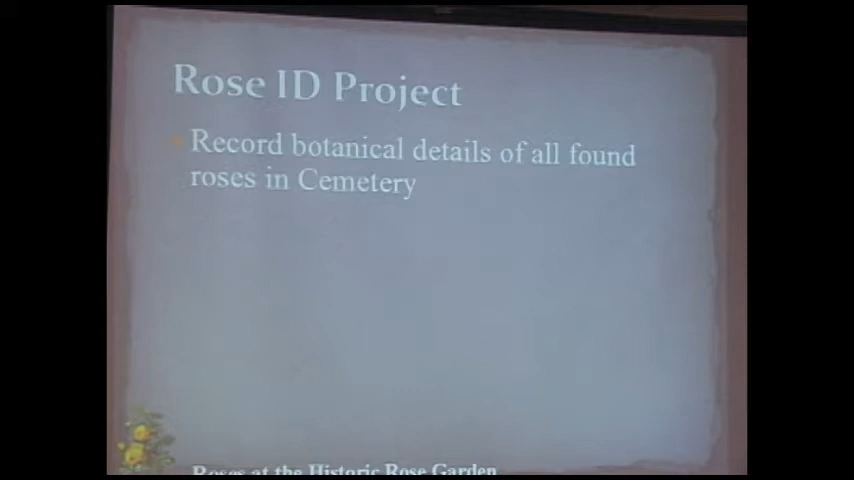 Rose ID Project
Record botanical details of all found
roses in Cemetery
Roses at the Historic Rose Garden